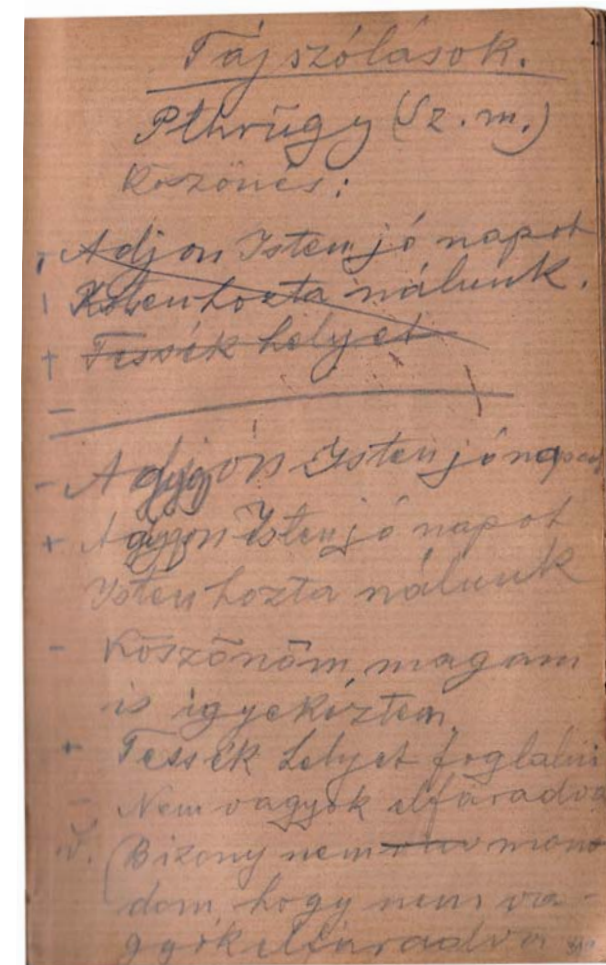 Tájszólások.
Pthrügy (Sz. m.)
Köszönés:
Adjon Isten jó napot
Isten hozta nálunk.
+ Tessék helyet
-
- Adjon Isten jó napot
+ Agyyon Isten jó napot
Isten hozta nálunk
- Köszönöm, magam
is igyekeztem.
+ Tessék helyet foglalni
- Nem vagyok elfáradva
v. (Bizony nem mon
dom, hogy nem va-
gyok elfáradva